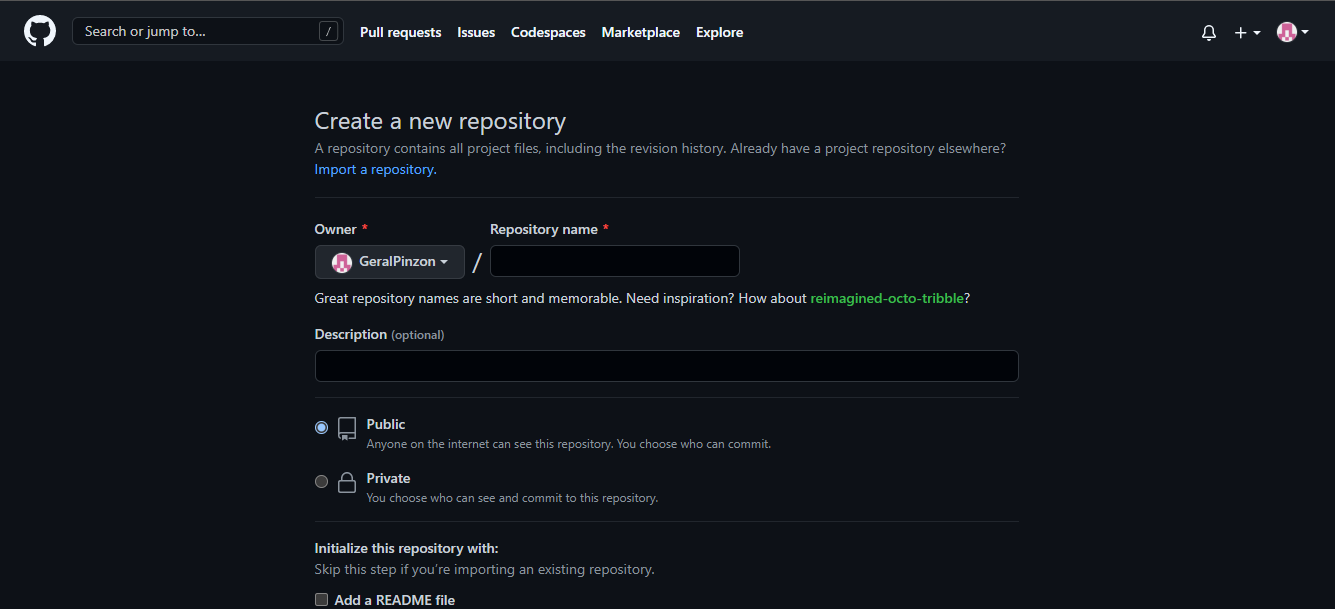 Search or jump to... / Pull requests Issues Codespaces Marketplace Explore
Create a new repository
A repository contains all project files, including the revision history. Already have a project repository elsewhere?
Import a repository.
Owner * Repository name *
GeralPinzon /
Great repository names are short and memorable. Need inspiration? How about reimagined-octo-tribble?
Description (optional)
Public
Anyone on the internet can see this repository. You choose who can commit.
Private
You choose who can see and commit to this repository.
Initialize this repository with:
Skip this step if you're importing an existing repository.
Add a README file